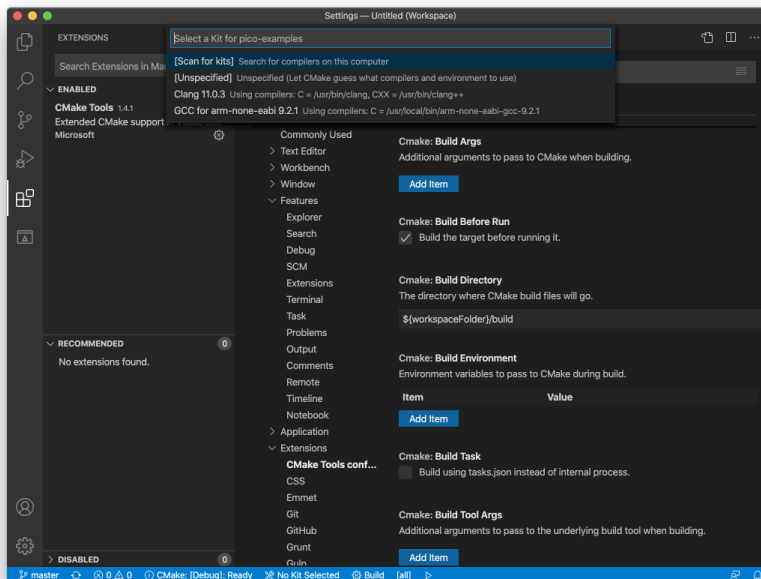 Settings — Untitled (Workspace)
EXTENSIONS
Search Extensions in Ma
ENABLED
CMake Tools 1.4.1
Extended CMake support
Microsoft
RECOMMENDED
0
No extensions found.
DISABLED
0
Select a Kit for pico-examples
[Scan for kits] Search for compilers on this computer
[Unspecified] Unspecified (Let CMake guess what compilers and environment to use)
Clang 11.0.3 Using compilers: C = /usr/bin/clang, CXX = /usr/bin/clang++
GCC for arm-none-eabi 9.2.1 Using compilers: C = /usr/local/bin/arm-none-eabi-gcc-9.2.1
Commonly Used
Text Editor
Workbench
Window
Features
Explorer
Search
Debug
SCM
Extensions
Terminal
Task
Problems
Output
Comments
Remote
Timeline
Notebook
Application
Extensions
CMake Tools conf...
CSS
Emmet
Git
GitHub
Grunt
Gulp
Cmake: Build Args
Additional arguments to pass to CMake when building.
Add Item
Cmake: Build Before Run
Build the target before running it.
Cmake: Build Directory
The directory where CMake build files will go.
${workspaceFolder}/build
Cmake: Build Environment
Environment variables to pass to CMake during build.
Item Value
Add Item
Cmake: Build Task
Build using tasks.json instead of internal process.
Cmake: Build Tool Args
Additional arguments to pass to the underlying build tool when building.
Add Item
master 0 0 CMake: [Debug]: Ready No Kit Selected Build [all]